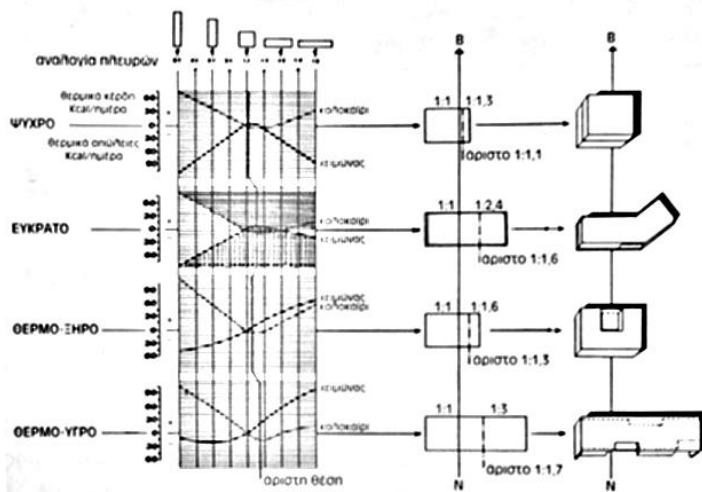 αναλογία πλευρών
Β
Β
θερμικά κέρδη
Kcal/ημέρα
ΨΥΧΡΟ
θερμικά απώλειες
Kcal/ημέρα
καλοκαίρι
χειμώνας
1:1
1:1,3
άριστο 1:1,1
ΕΥΚΡΑΤΟ
καλοκαίρι
χειμώνας
1:1
1:2,4
άριστο 1:1,6
ΘΕΡΜΟ-ΞΗΡΟ
χειμώνας
καλοκαίρι
1:1
1:1,6
άριστο 1:1,3
ΘΕΡΜΟ-ΥΓΡΟ
χειμώνας
καλοκαίρι
1:1
1:3
άριστο 1:1,7
άριστη θέση
Ν
Ν